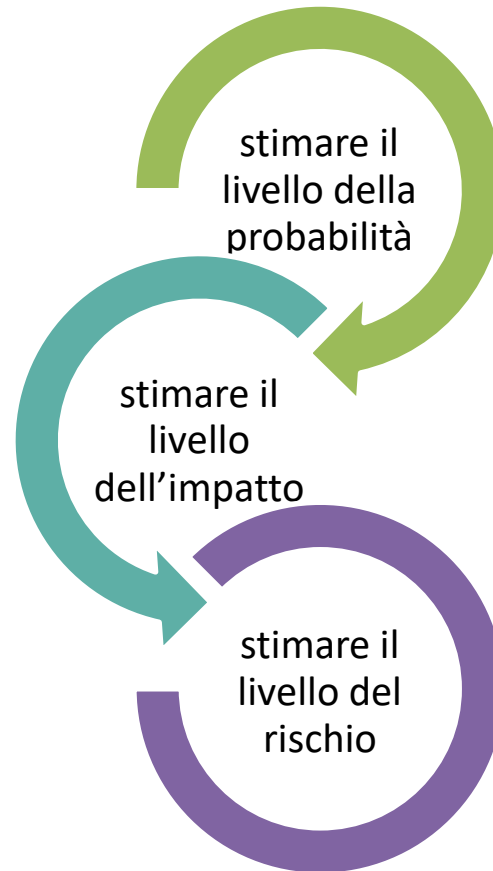 stimare il
livello della
probabilità
stimare il
livello
dell’impatto
stimare il
livello del
rischio